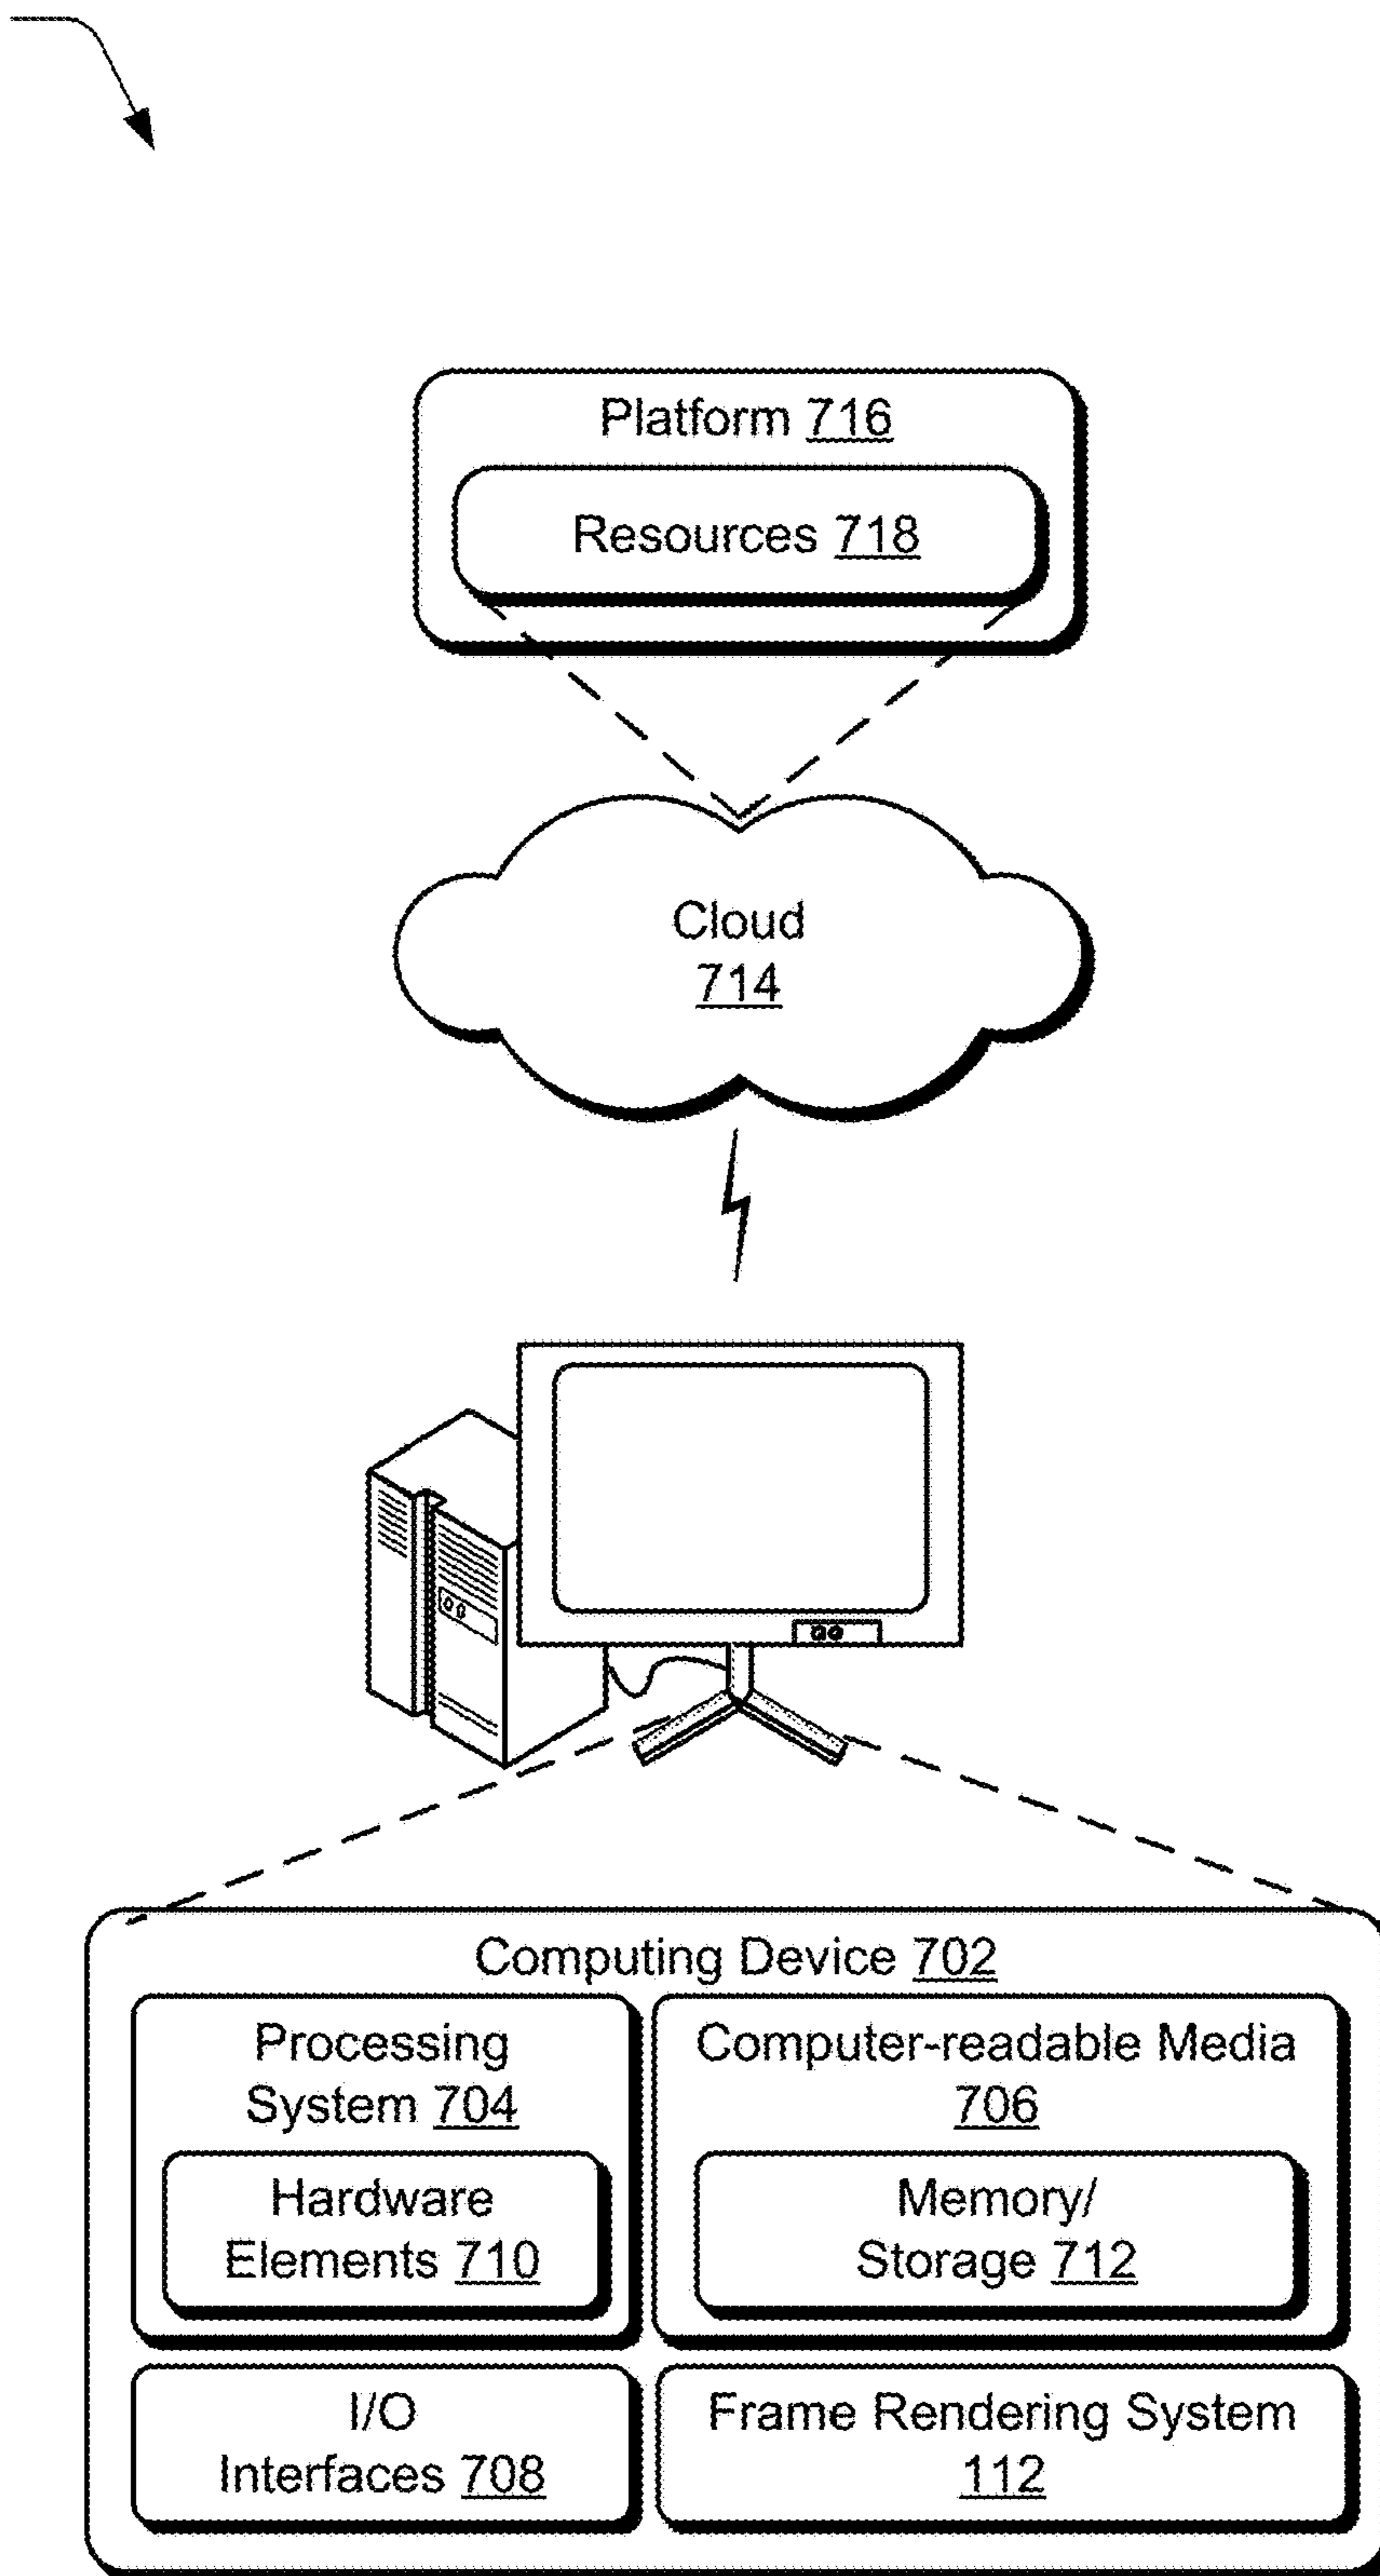 Platform 716
Resources 718
Cloud
714
Computing Device 702
Processing
System 704
Hardware
Elements 710
Computer-readable Media
706
Memory/
Storage 712
I/O
Interfaces 708
Frame Rendering System
112